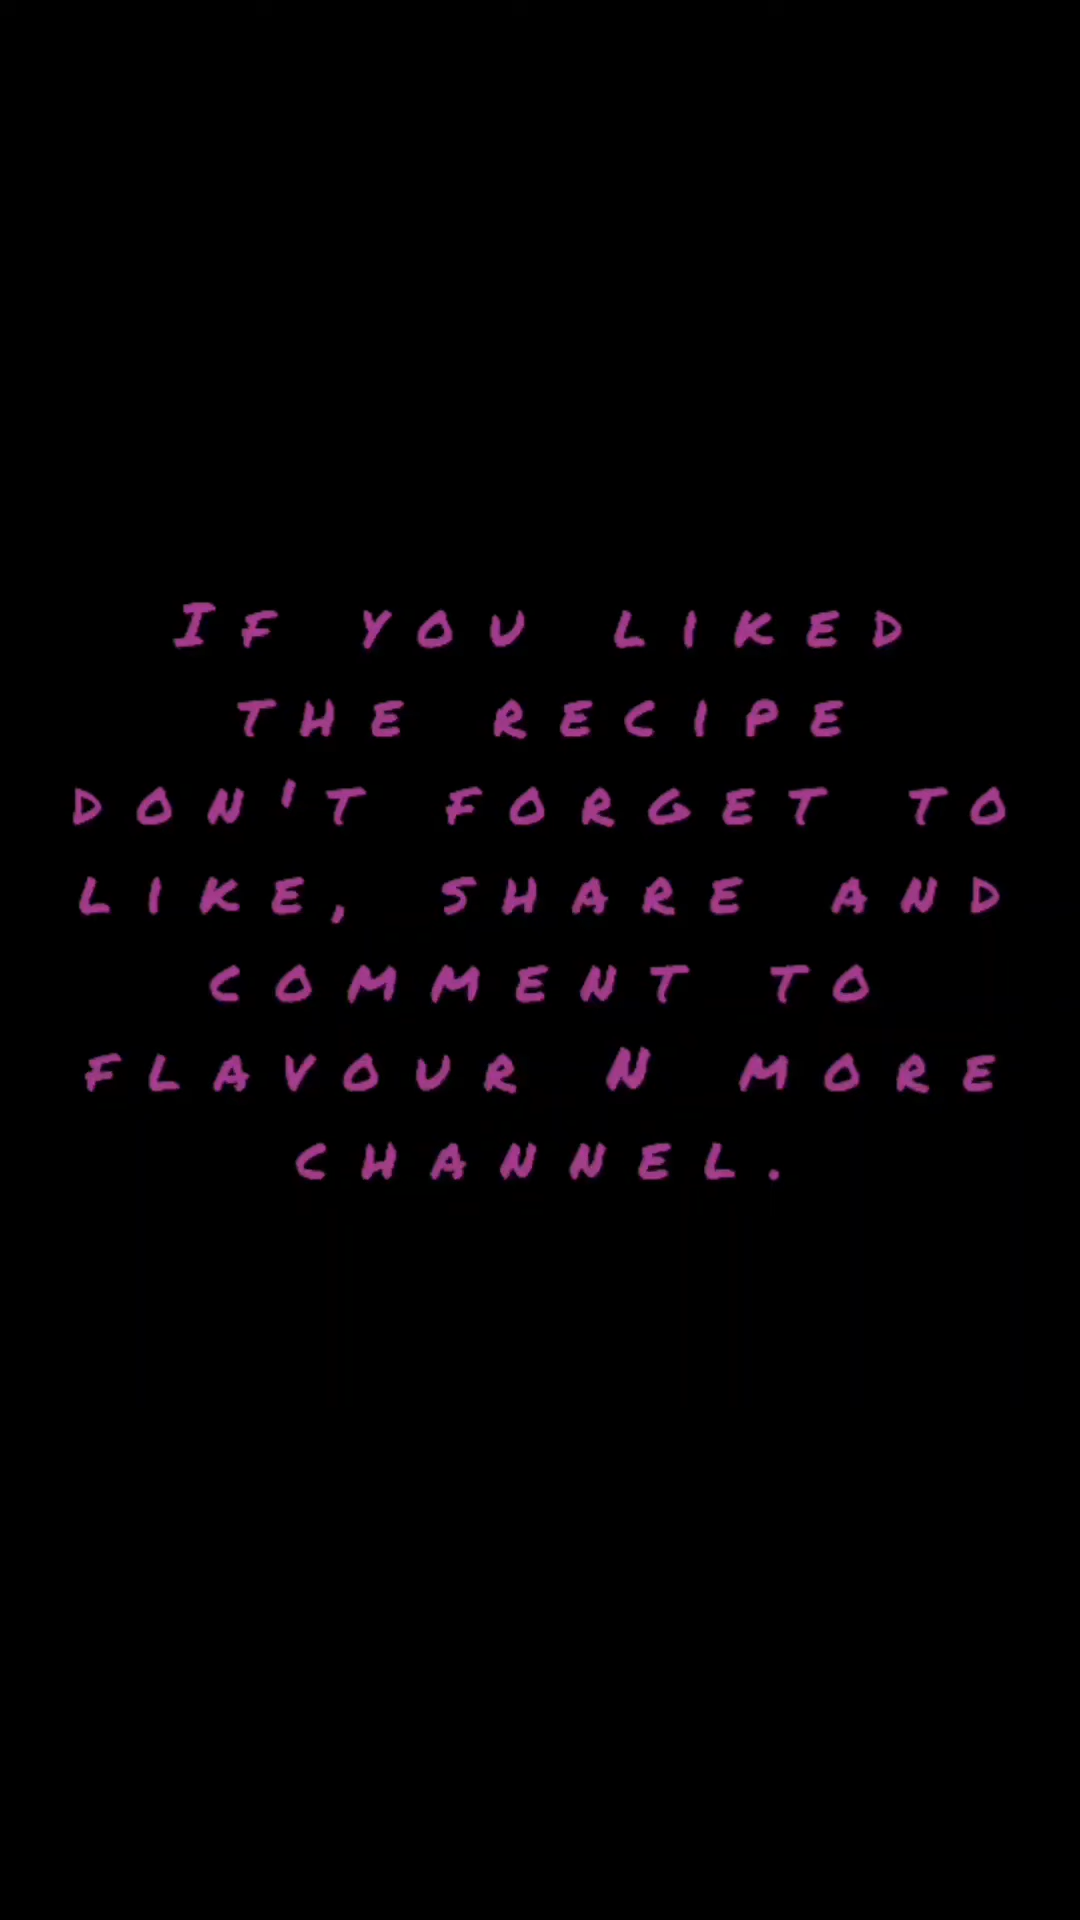 If you liked
the recipe
don't forget to
like, share and
comment to
flavour N more
channel.